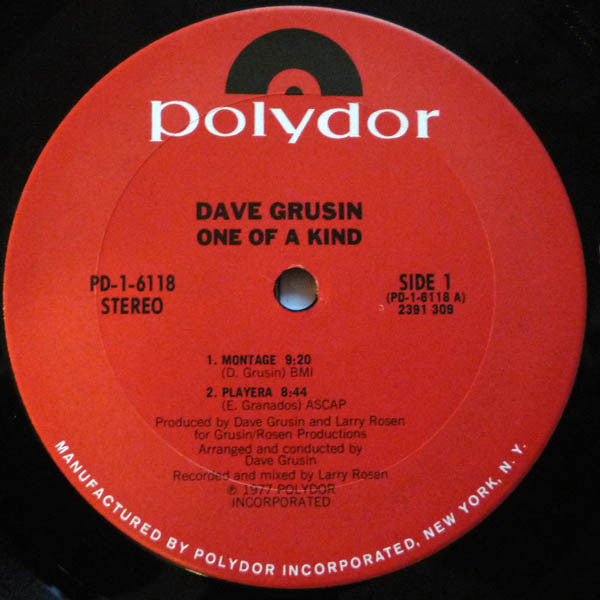 polydor
DAVE GRUSIN
ONE OF A KIND
PD-1-6118
STEREO
SIDE 1
(PD-1-6118 A)
2391 309
1. MONTAGE 9:20
(D. Grusin) BMI
2. PLAYERA 8:44
(E. Granados) ASCAP
Produced by Dave Grusin and Larry Rosen
for Grusin/Rosen Productions
Arranged and conducted by
Dave Grusin
Recorded and mixed by Larry Rosen
℗ 1977 POLYDOR
INCORPORATED
MANUFACTURED BY POLYDOR INCORPORATED, NEW YORK, N. Y.